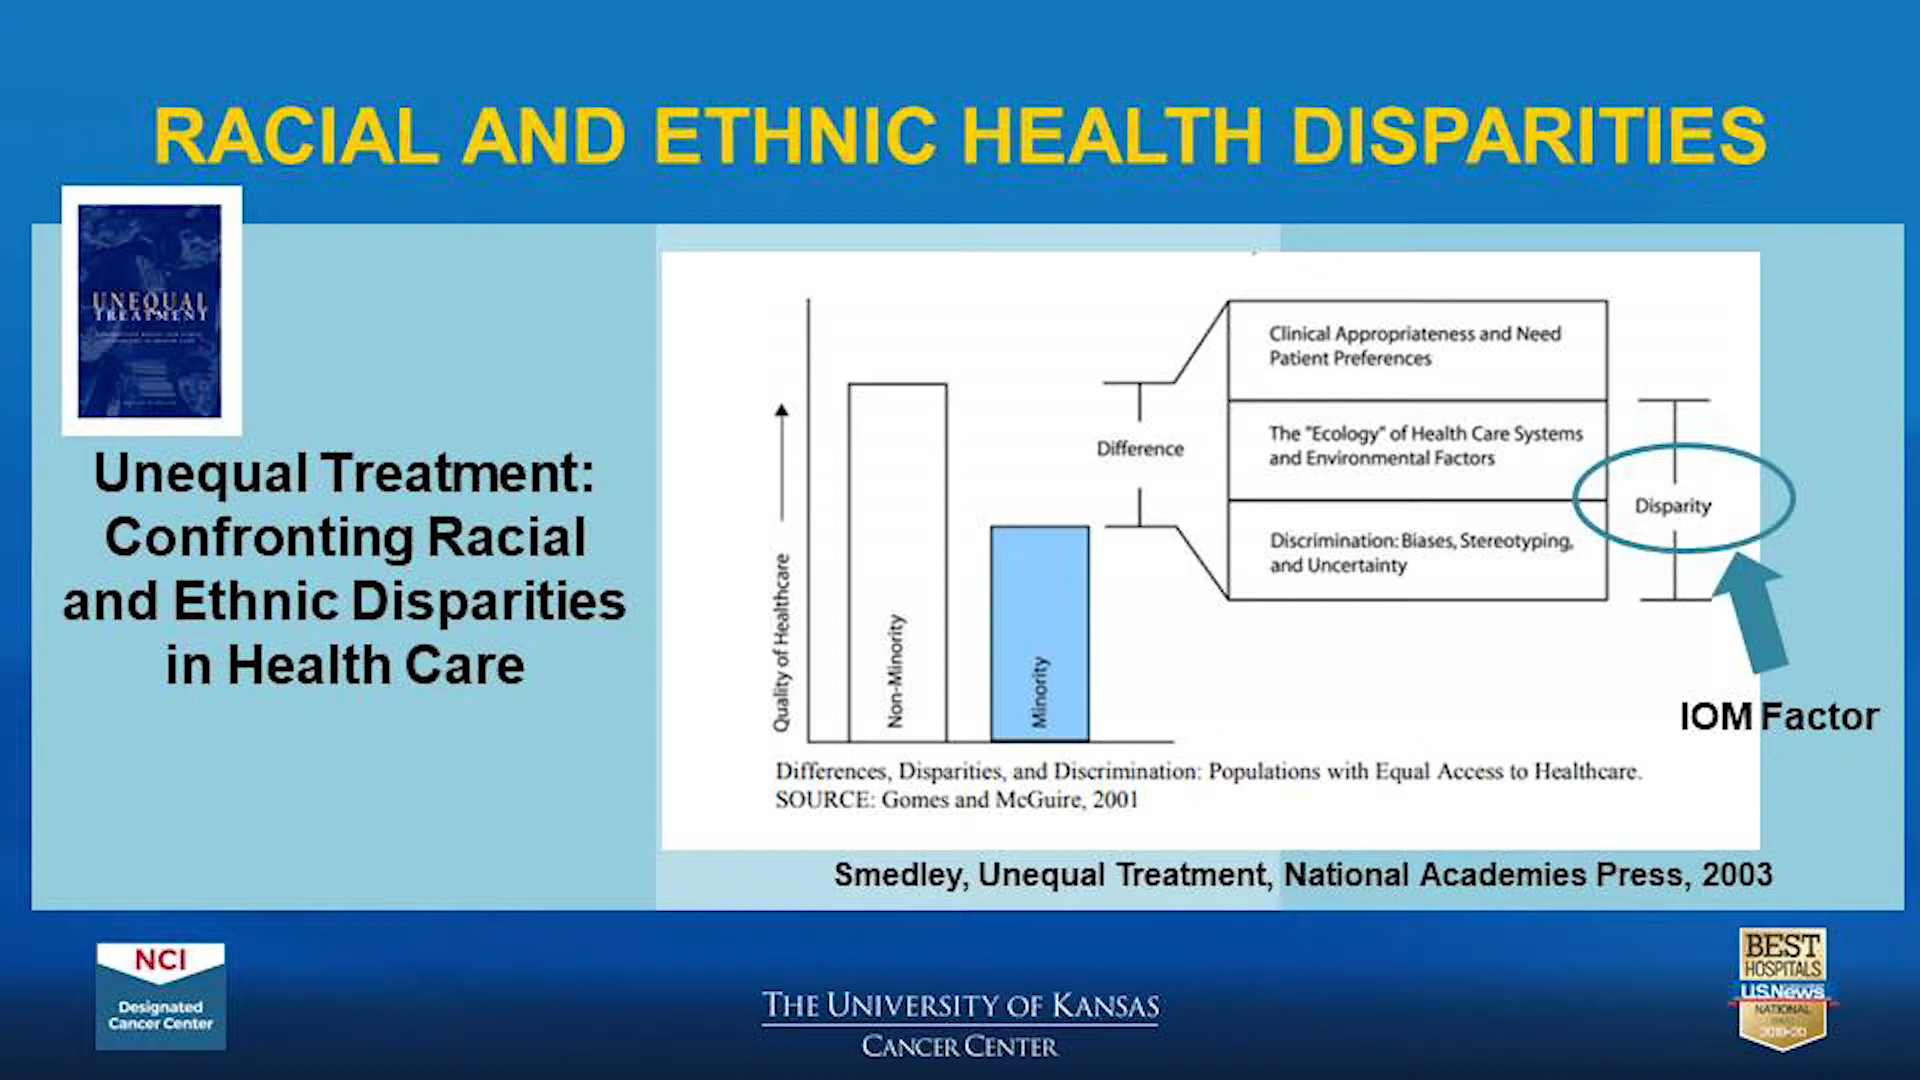 RACIAL AND ETHNIC HEALTH DISPARITIES
UNEQUAL
TREATMENT
Unequal Treatment:
Confronting Racial
and Ethnic Disparities
in Health Care
Quality of Healthcare
Non-Minority
Minority
Difference
Clinical Appropriateness and Need
Patient Preferences
The "Ecology" of Health Care Systems
and Environmental Factors
Discrimination: Biases, Stereotyping,
and Uncertainty
Disparity
IOM Factor
Differences, Disparities, and Discrimination: Populations with Equal Access to Healthcare.
SOURCE: Gomes and McGuire, 2001
Smedley, Unequal Treatment, National Academies Press, 2003
NCI
Designated
Cancer Center
THE UNIVERSITY OF KANSAS
CANCER CENTER
BEST
HOSPITALS
U.S.News
NATIONAL
2019-20